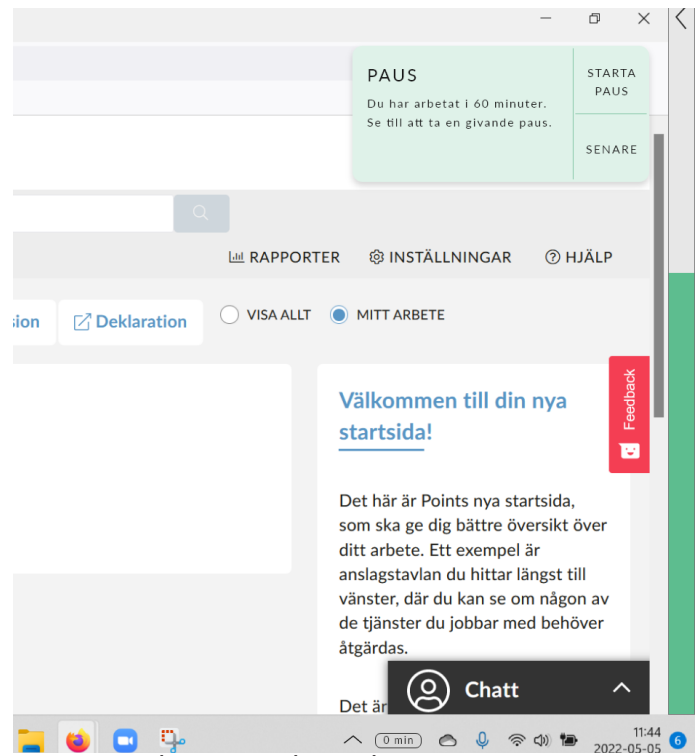 PAUS
Du har arbetat i 60 minuter.
Se till att ta en givande paus.
STARTA
PAUS
SENARE
RAPPORTER INSTÄLLNINGAR HJÄLP
sion Deklaration VISA ALLT MITT ARBETE
Feedback
Välkommen till din nya
startsida!
Det här är Points nya startsida,
som ska ge dig bättre översikt över
ditt arbete. Ett exempel är
anslagstavlan du hittar längst till
vänster, där du kan se om någon av
de tjänster du jobbar med behöver
åtgärdas.
Det är
Chatt
0 min
11:44
2022-05-05
6